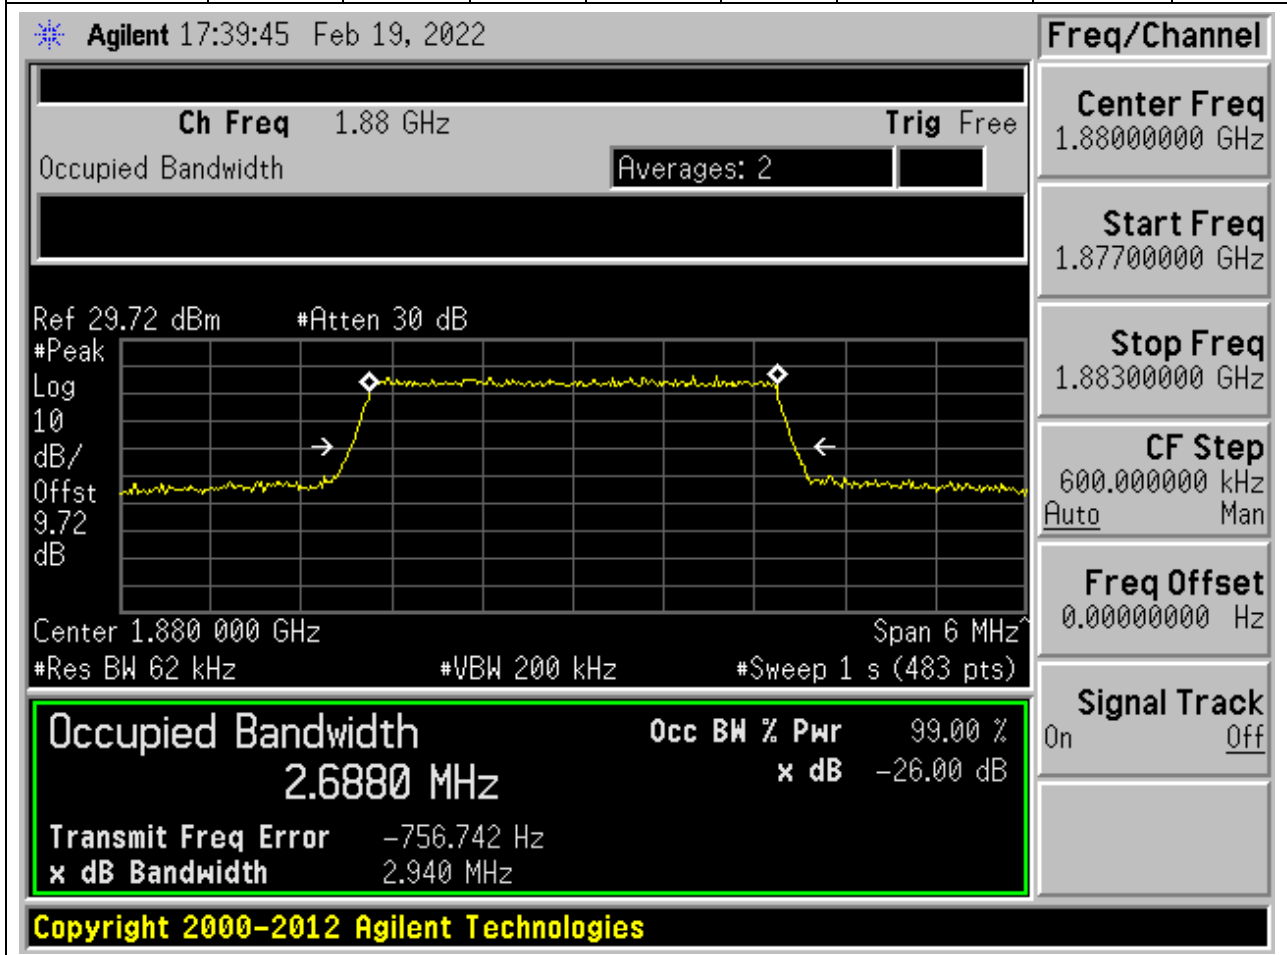 Agilent 17:39:45 Feb 19, 2022
Freq/Channel
Ch Freq 1.88 GHz Trig Free
Occupied Bandwidth Averages: 2
Center Freq
1.88000000 GHz
Start Freq
1.87700000 GHz
Stop Freq
1.88300000 GHz
CF Step
600.000000 kHz
Auto Man
Freq Offset
0.00000000 Hz
Signal Track
On Off
Ref 29.72 dBm #Atten 30 dB
#Peak
Log
10
dB/
Offst
9.72
dB
Center 1.880 000 GHz Span 6 MHz^
#Res BW 62 kHz #VBW 200 kHz #Sweep 1 s (483 pts)
Occupied Bandwidth Occ BW % Pwr 99.00 %
2.6880 MHz x dB -26.00 dB
Transmit Freq Error -756.742 Hz
x dB Bandwidth 2.940 MHz
Copyright 2000-2012 Agilent Technologies